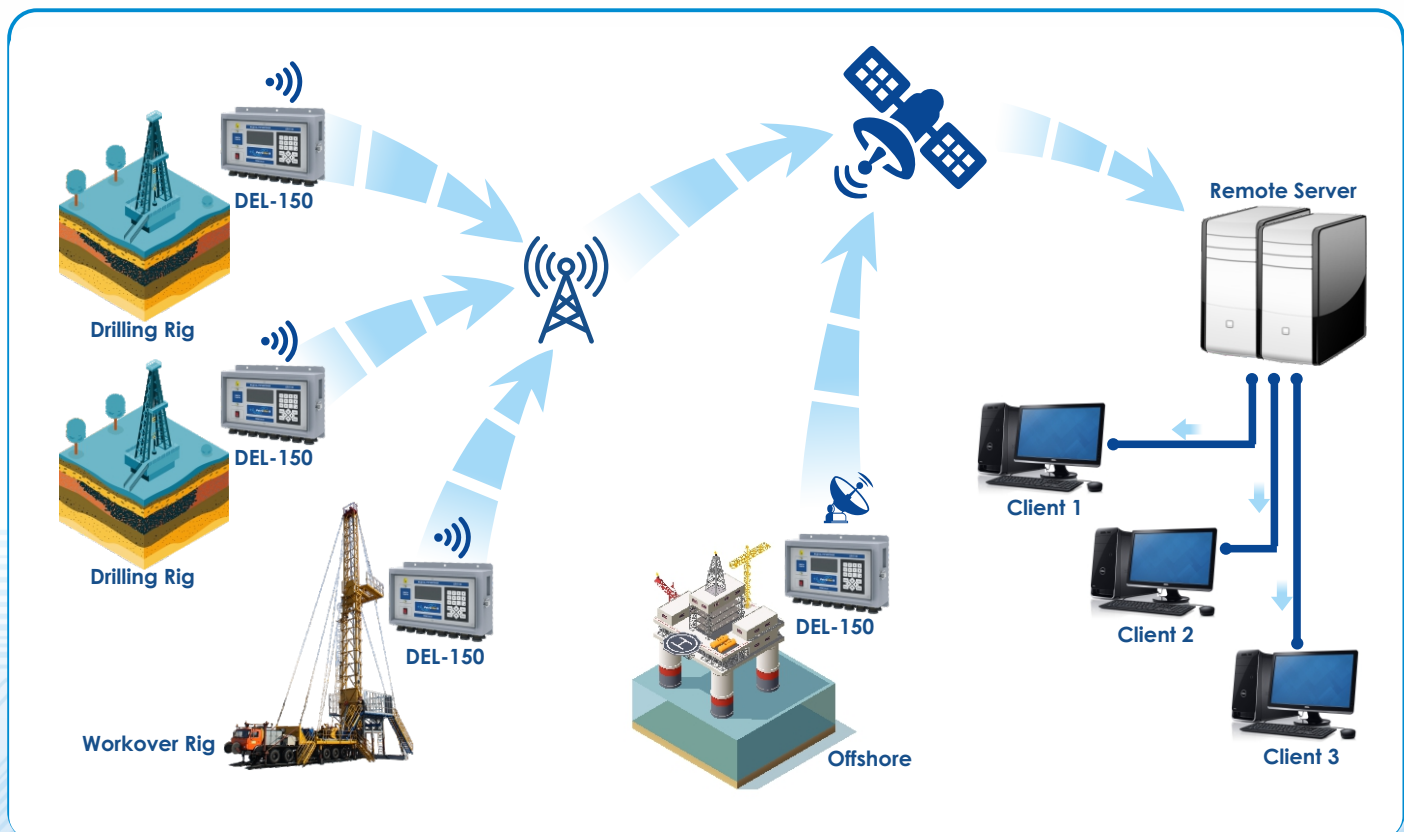 DEL-150
Drilling Rig
DEL-150
Drilling Rig
DEL-150
Workover Rig
DEL-150
Offshore
Remote Server
Client 1
Client 2
Client 3